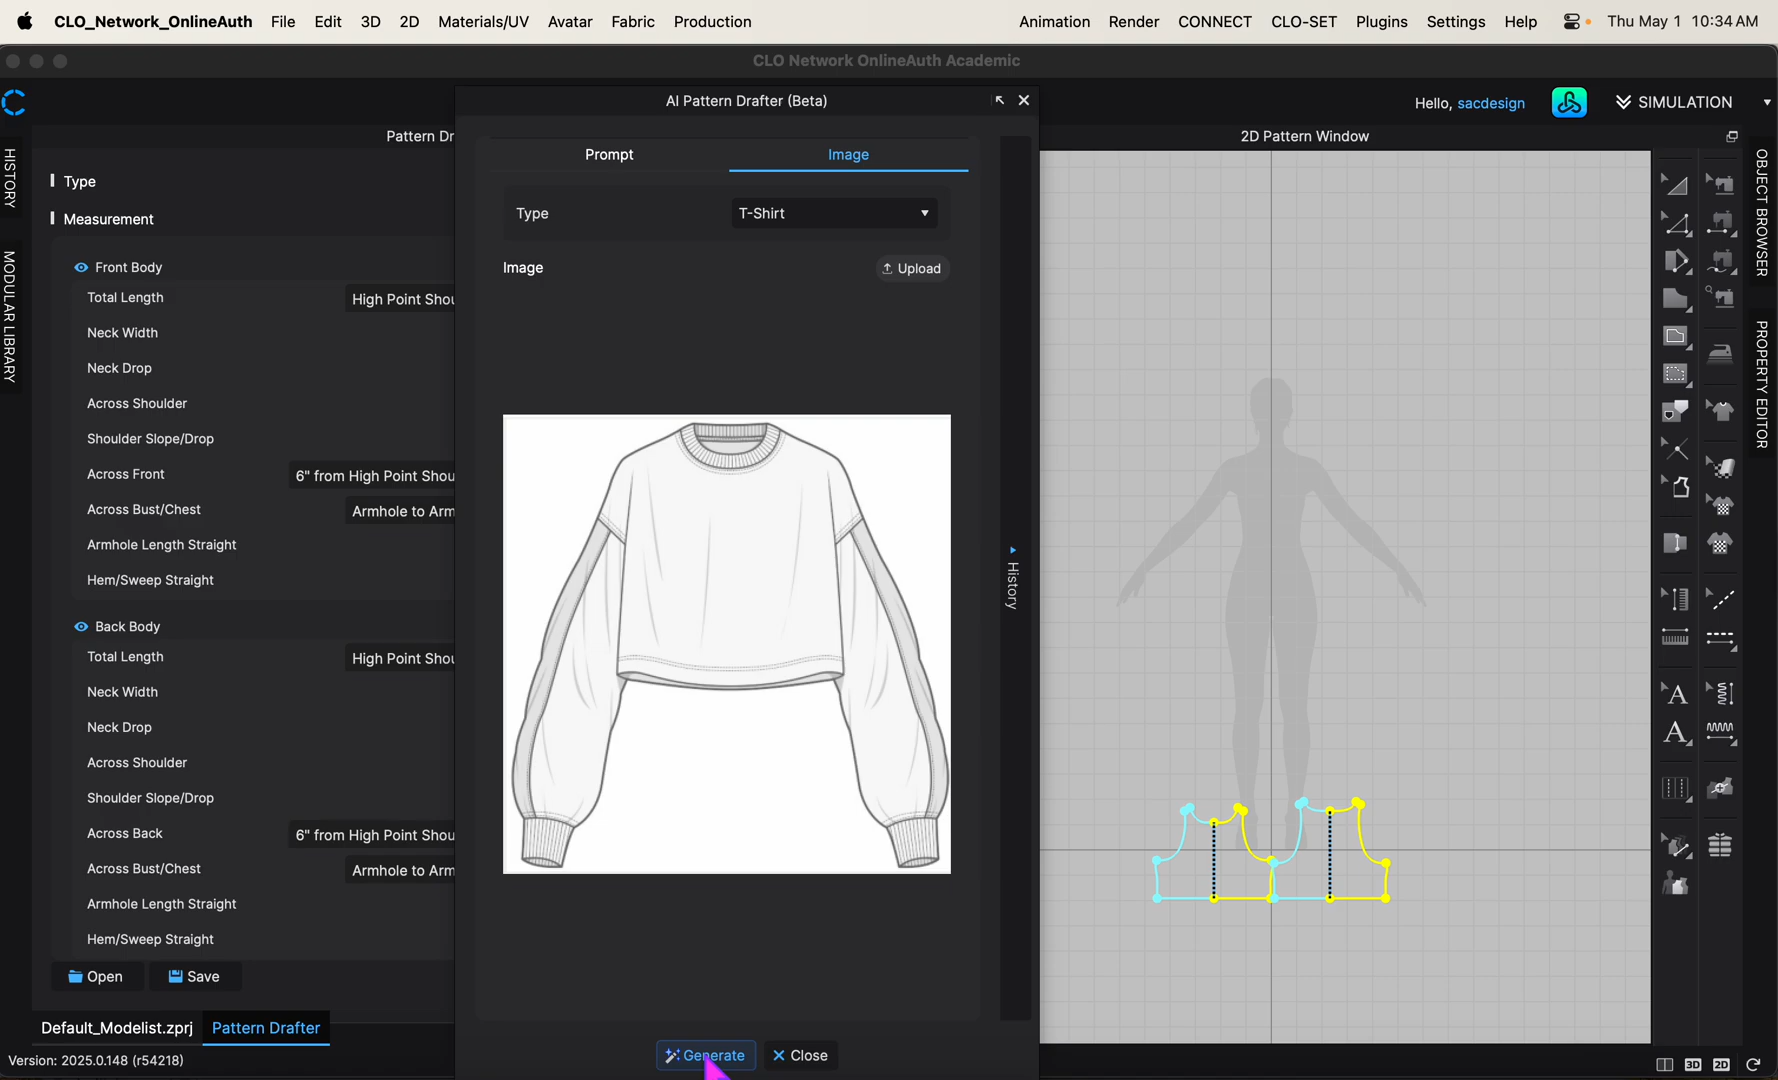 CLO_Network_OnlineAuth File Edit 3D 2D Materials/UV Avatar Fabric Production Animation Render CONNECT CLO-SET Plugins Settings Help Thu May 1 10:34 AM
CLO Network OnlineAuth Academic
AI Pattern Drafter (Beta)
Hello, sacdesign
SIMULATION
Pattern Dr
2D Pattern Window
HISTORY
MODULAR LIBRARY
Type
Measurement
Front Body
Total Length High Point Shou
Neck Width
Neck Drop
Across Shoulder
Shoulder Slope/Drop
Across Front 6" from High Point Shou
Across Bust/Chest Armhole to Arm
Armhole Length Straight
Hem/Sweep Straight
Back Body
Total Length High Point Shou
Neck Width
Neck Drop
Across Shoulder
Shoulder Slope/Drop
Across Back 6" from High Point Shou
Across Bust/Chest Armhole to Arm
Armhole Length Straight
Hem/Sweep Straight
Open Save
Default_Modelist.zprj Pattern Drafter
Version: 2025.0.148 (r54218)
Prompt Image
Type T-Shirt
Image Upload
History
Generate Close
OBJECT BROWSER
PROPERTY EDITOR
A
A
3D 2D